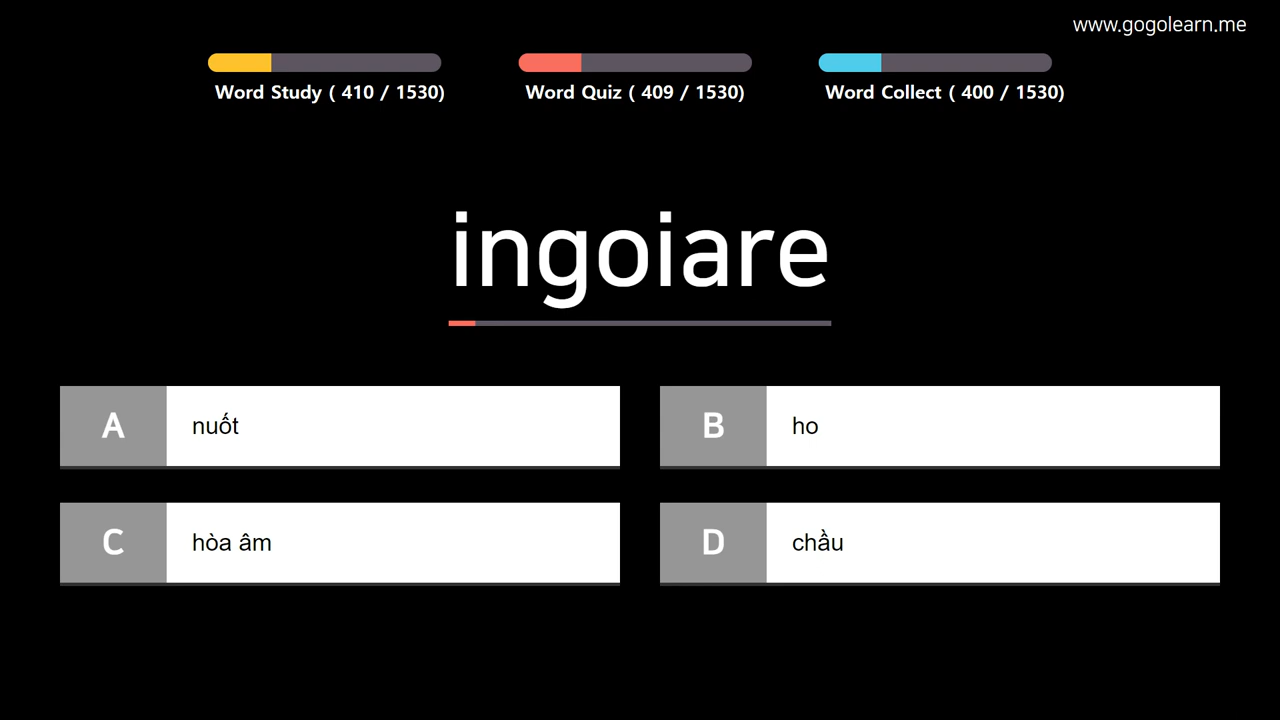 www.gogolearn.me
Word Study ( 410 / 1530)
Word Quiz ( 409 / 1530)
Word Collect ( 400 / 1530)
ingoiare
A
nuốt
B
ho
C
hòa âm
D
chầu